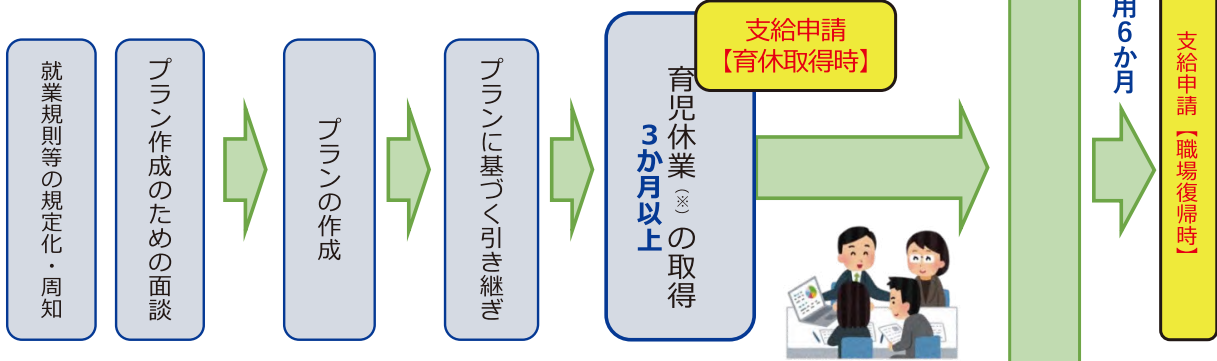 就業規則等の規定化・周知
プラン作成のための面談
プランの作成
プランに基づく引き継ぎ
支給申請
【育休取得時】
育児休業（※）の取得
３か月以上
用６か月
支給申請【職場復帰時】